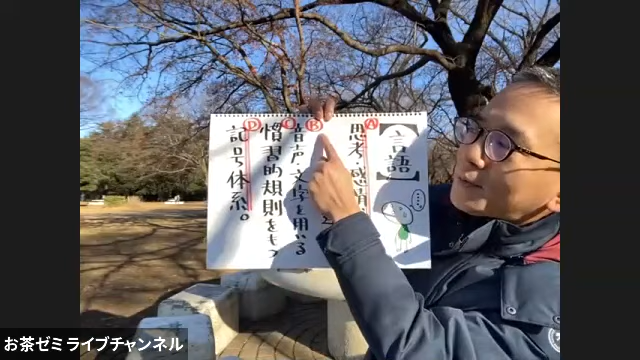 【言語】
A
思考・感情
B
音声・文字を用いる
C
慣習的規則をもつ
D
記号体系。
お茶ゼミライブチャンネル